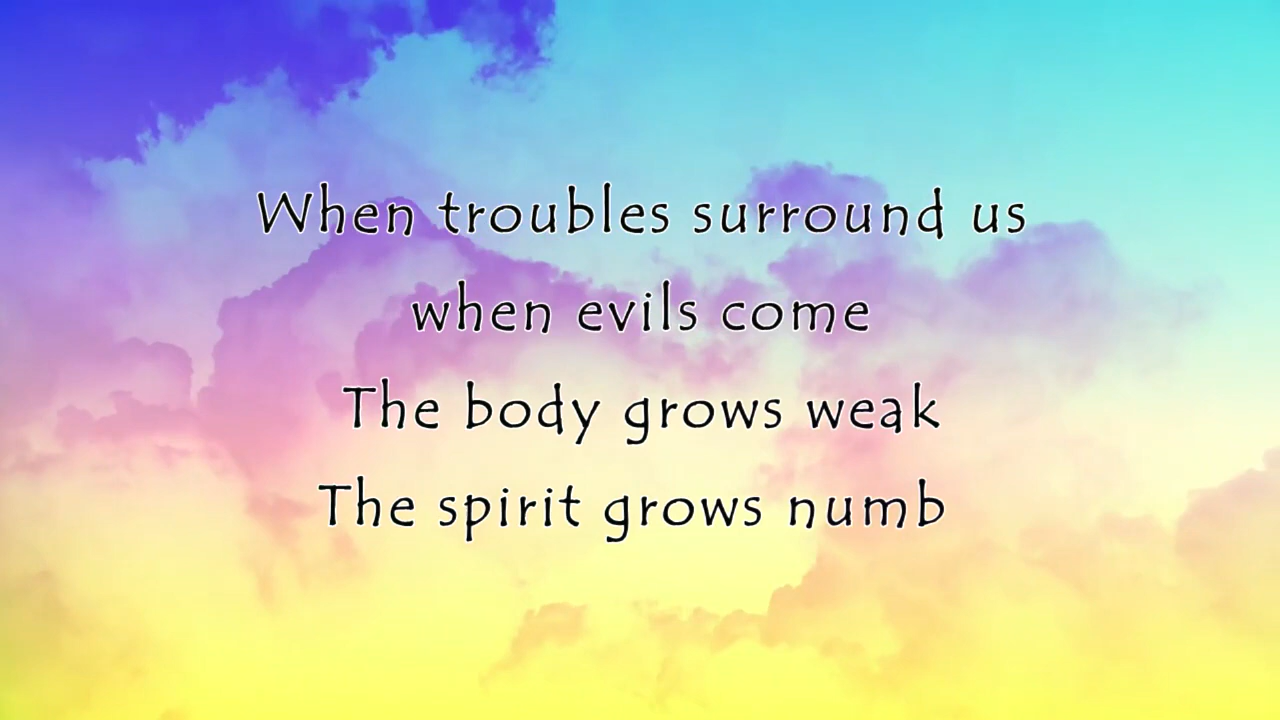 When troubles surround us
when evils come
The body grows weak
The spirit grows numb